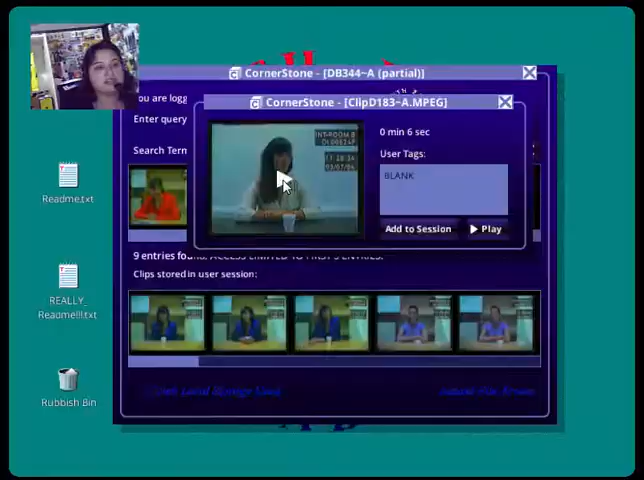 CornerStone - [DB344~A (partial)]
You are logg
Enter query
CornerStone - [ClipD183~A.MPEG]
INT-ROOM B
0 min 6 sec
User Tags:
BLANK
Search Term
Readme.txt
Add to Session
Play
9 entries found, ACCESS LIMITED TO FIRST 5 ENTRIES.
Clips stored in user session:
REALLY_
Readme!!!.txt
Rubbish Bin